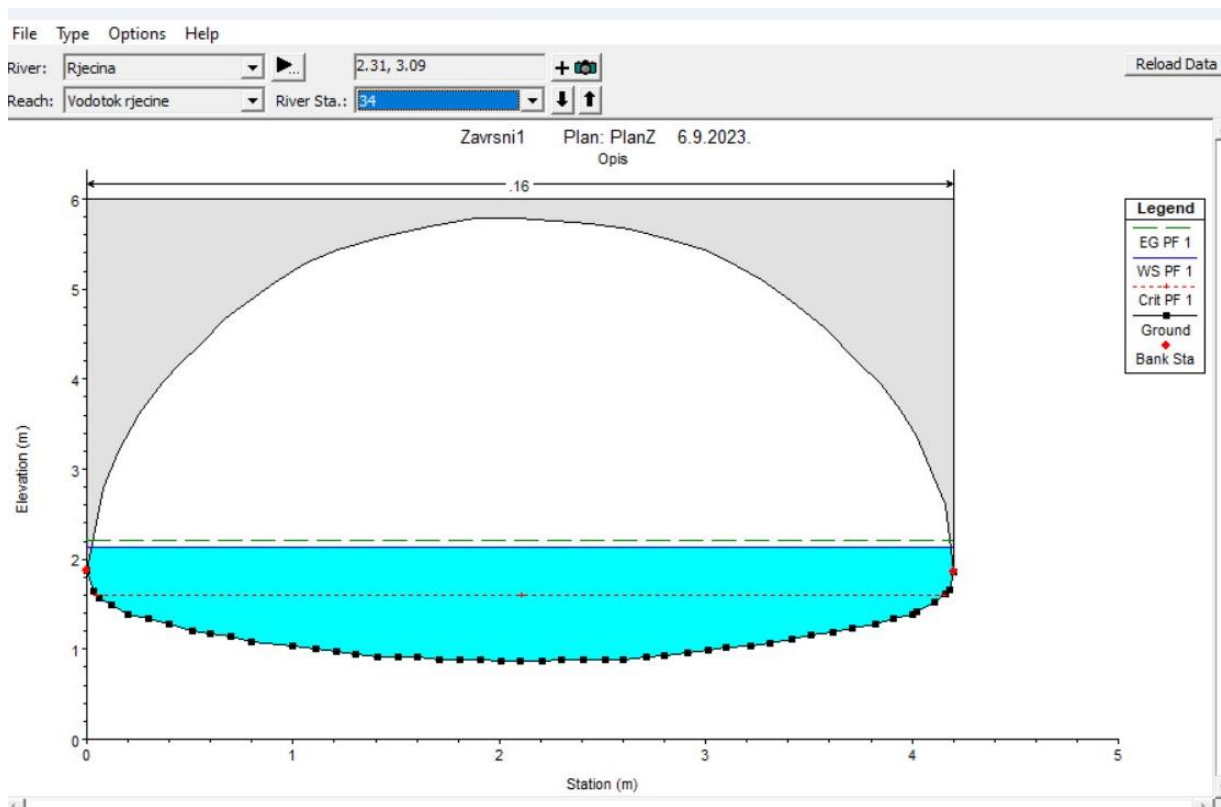 File Type Options Help
River: Rjecina 2.31, 3.09 Reload Data
Reach: Vodotok rjecine River Sta.: 34
Zavrsni1 Plan: PlanZ 6.9.2023.
Opis
.16
6
5
4
3
2
1
0
Elevation (m)
0 1 2 3 4 5
Station (m)
Legend
EG PF 1
WS PF 1
Crit PF 1
Ground
Bank Sta